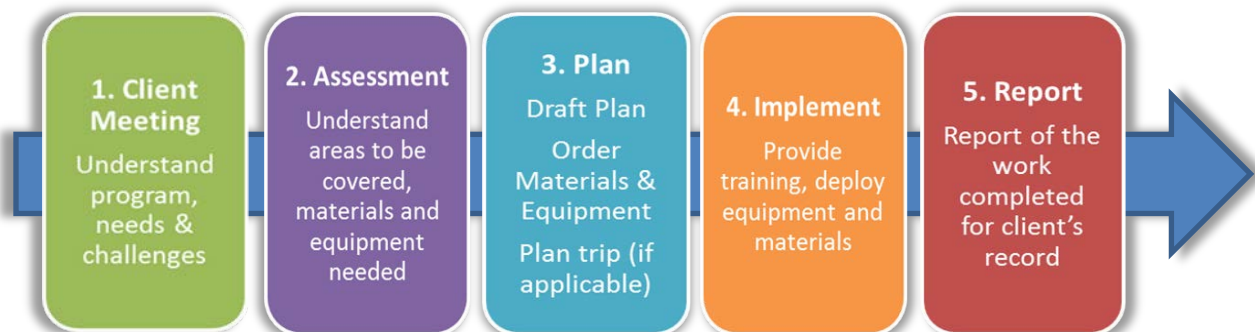 1. Client
Meeting
Understand
program,
needs &
challenges
2. Assessment
Understand
areas to be
covered,
materials and
equipment
needed
3. Plan
Draft Plan
Order
Materials &
Equipment
Plan trip (if
applicable)
4. Implement
Provide
training, deploy
equipment and
materials
5. Report
Report of the
work
completed
for client's
record